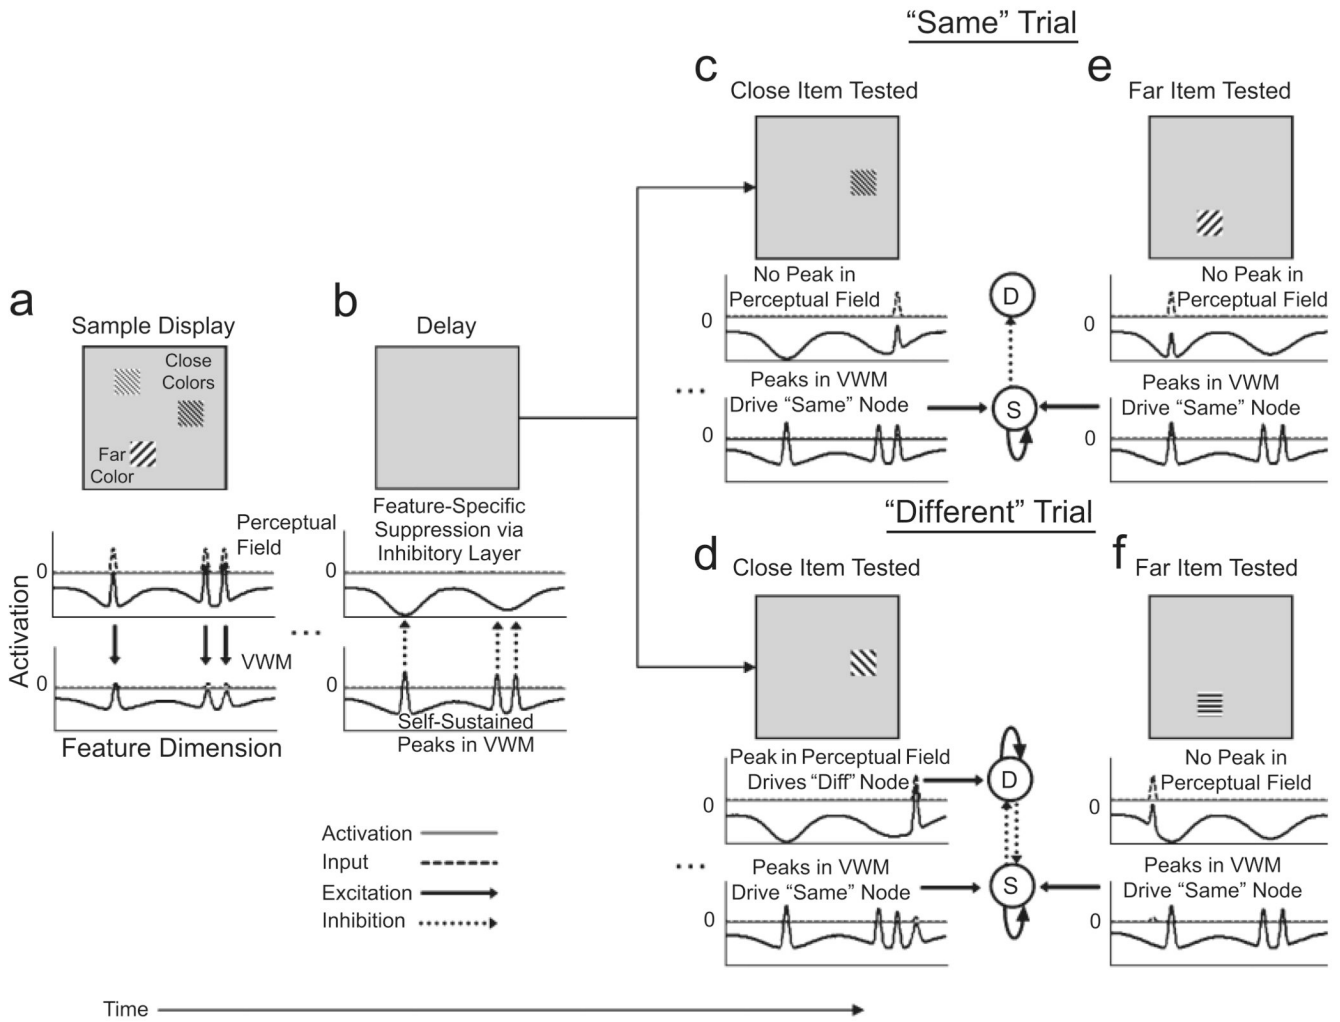 a
Sample Display
Close
Colors
Far
Color
Perceptual
Field
0
Activation
VWM
0
Feature Dimension
...
b
Delay
Feature-Specific
Suppression via
Inhibitory Layer
0
0
Self-Sustained
Peaks in VWM
Activation
Input
Excitation
Inhibition
Time
“Same” Trial
c
Close Item Tested
No Peak in
Perceptual Field
0
...
Peaks in VWM
Drive “Same” Node
0
D
S
e
Far Item Tested
No Peak in
Perceptual Field
0
Peaks in VWM
Drive “Same” Node
0
“Different” Trial
d
Close Item Tested
Peak in Perceptual Field
Drives “Diff” Node
0
...
Peaks in VWM
Drive “Same” Node
0
D
S
f
Far Item Tested
No Peak in
Perceptual Field
0
Peaks in VWM
Drive “Same” Node
0